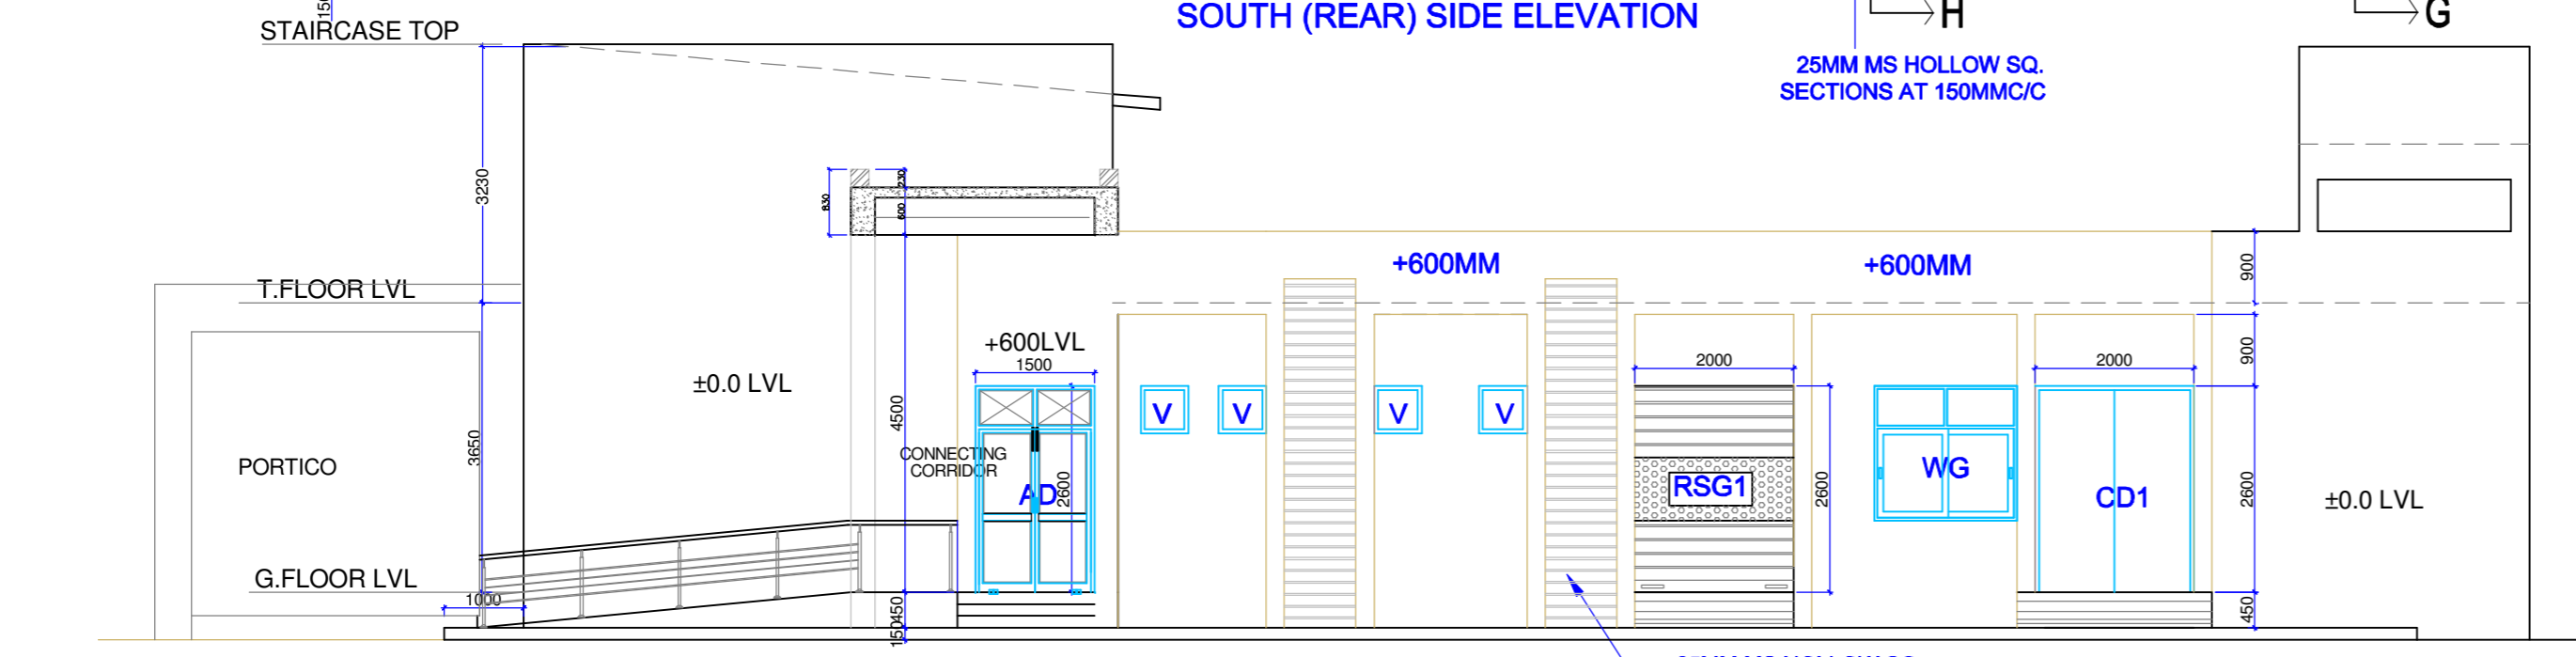 SOUTH (REAR) SIDE ELEVATION
H
G
STAIRCASE TOP
25MM MS HOLLOW SQ.
SECTIONS AT 150MMC/C
3230
830
230
600
+600MM
+600MM
900
T.FLOOR LVL
+600LVL
1500
2000
2000
900
±0.0 LVL
4500
V
V
V
V
3650
PORTICO
CONNECTING
CORRIDOR
AD
2600
RSG1
2600
WG
CD1
2600
±0.0 LVL
G.FLOOR LVL
1000
450
150
450